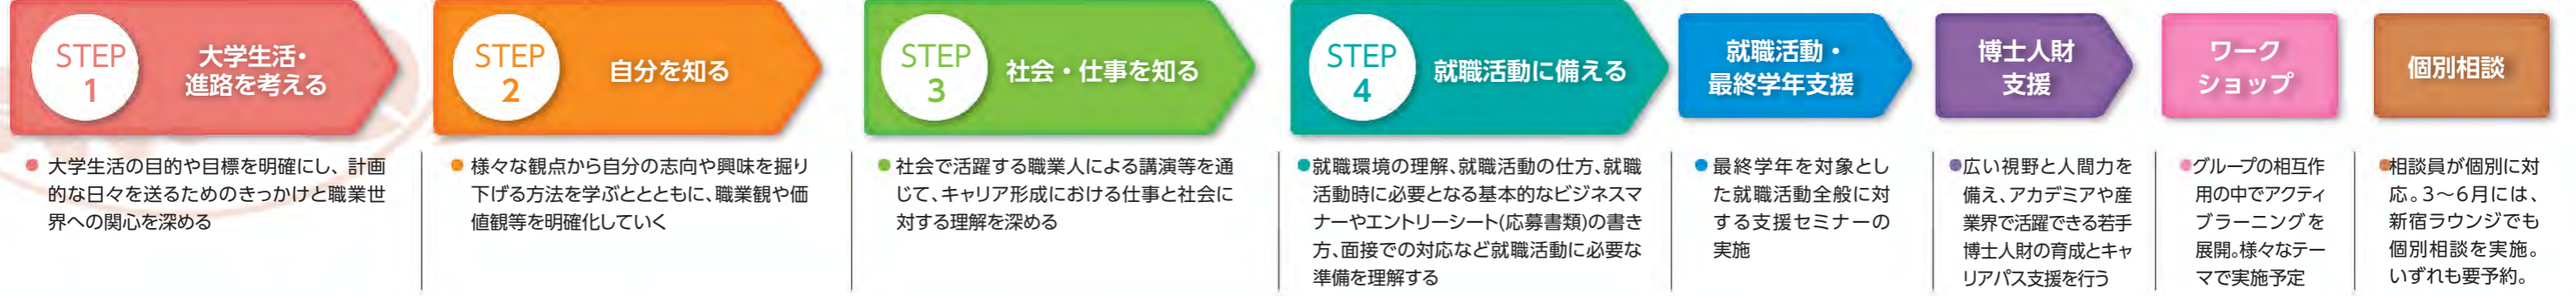 STEP
1
大学生活・
進路を考える
大学生活の目的や目標を明確にし、計画
的な日々を送るためのきっかけと職業世
界への関心を深める
STEP
2
自分を知る
様々な観点から自分の志向や興味を掘り
下げる方法を学ぶととともに、職業観や価
値観等を明確化していく
STEP
3
社会・仕事を知る
社会で活躍する職業人による講演等を通
じて、キャリア形成における仕事と社会に
対する理解を深める
STEP
4
就職活動に備える
就職環境の理解、就職活動の仕方、就職
活動時に必要となる基本的なビジネスマ
ナーやエントリーシート(応募書類)の書き
方、面接での対応など就職活動に必要な
準備を理解する
就職活動・
最終学年支援
最終学年を対象とし
た就職活動全般に対
する支援セミナーの
実施
博士人財
支援
広い視野と人間力を
備え、アカデミアや産
業界で活躍できる若手
博士人財の育成とキャ
リアパス支援を行う
ワーク
ショップ
グループの相互作
用の中でアクティ
ブラーニングを
展開。様々なテー
マで実施予定
個別相談
相談員が個別に対
応。3～6月には、
新宿ラウンジでも
個別相談を実施。
いずれも要予約。